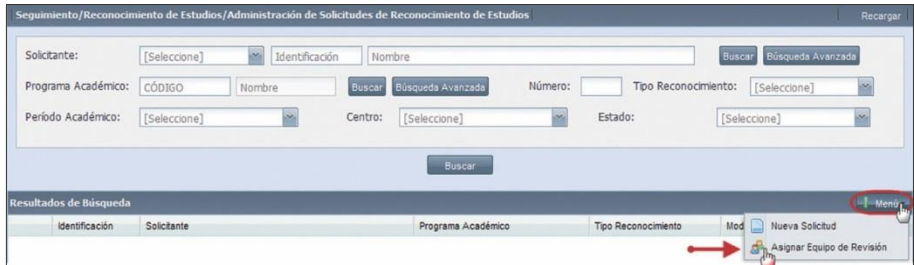 Seguimiento/Reconocimiento de Estudios/Administración de Solicitudes de Reconocimiento de Estudios Recargar
Solicitante: [Seleccione] Identificación Nombre Buscar Búsqueda Avanzada
Programa Académico: CÓDIGO Nombre Buscar Búsqueda Avanzada Número: Tipo Reconocimiento: [Seleccione]
Período Académico: [Seleccione] Centro: [Seleccione] Estado: [Seleccione]
Buscar
Resultados de Búsqueda Menú
Identificación Solicitante Programa Académico Tipo Reconocimiento Mod
Nueva Solicitud
Asignar Equipo de Revisión